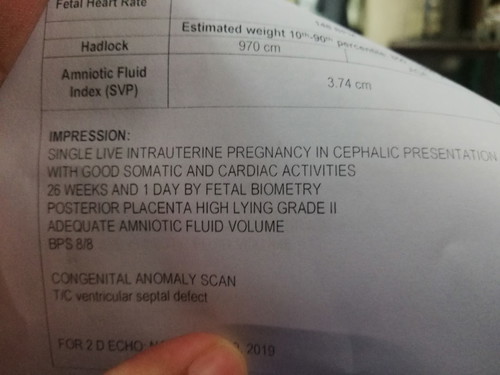 Fetal Heart Rate
Estimated weight 10th-90th percentile
Hadlock 970 cm
Amniotic Fluid Index (SVP) 3.74 cm
IMPRESSION:
SINGLE LIVE INTRAUTERINE PREGNANCY IN CEPHALIC PRESENTATION
WITH GOOD SOMATIC AND CARDIAC ACTIVITIES
26 WEEKS AND 1 DAY BY FETAL BIOMETRY
POSTERIOR PLACENTA HIGH LYING GRADE II
ADEQUATE AMNIOTIC FLUID VOLUME
BPS 8/8
CONGENITAL ANOMALY SCAN
T/C ventricular septal defect
FOR 2 D ECHO: 2019